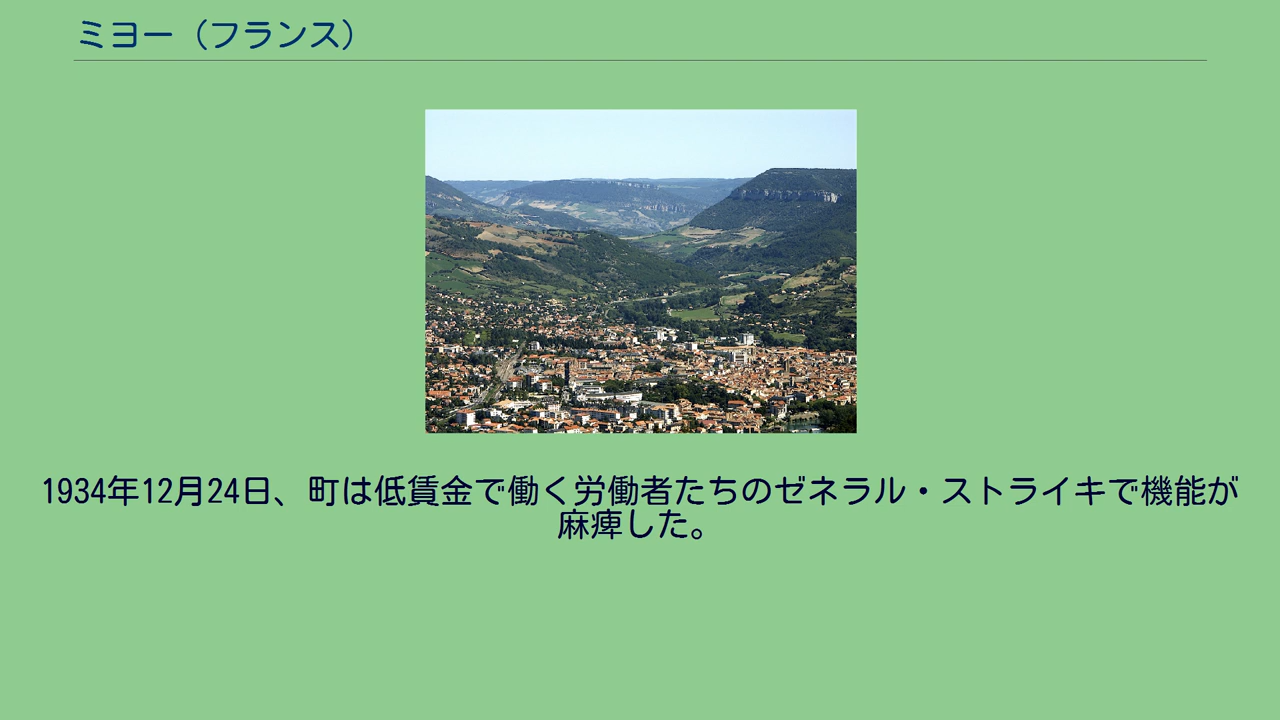 ミヨー（フランス）
1934年12月24日、町は低賃金で働く労働者たちのゼネラル・ストライキで機能が
麻痺した。